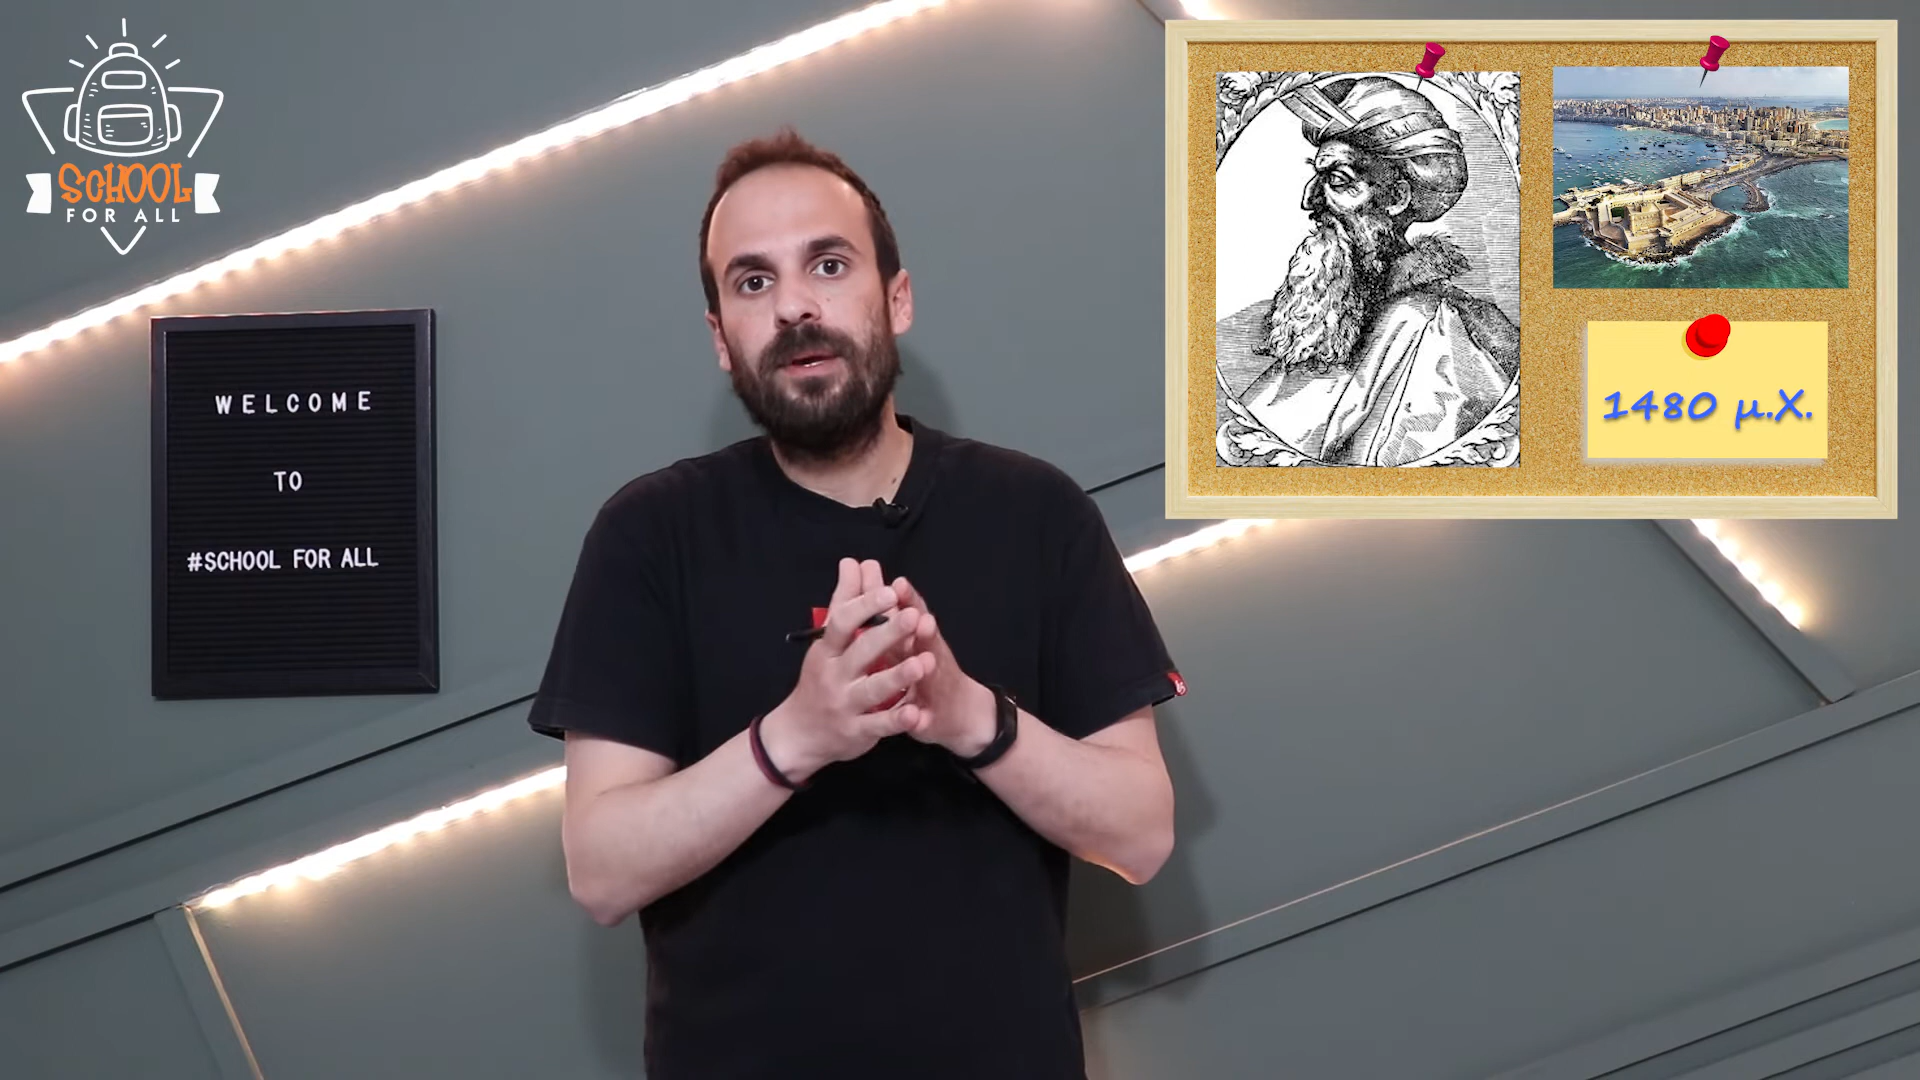 SCHOOL
FOR ALL
WELCOME
TO
#SCHOOL FOR ALL
1480 μ.Χ.